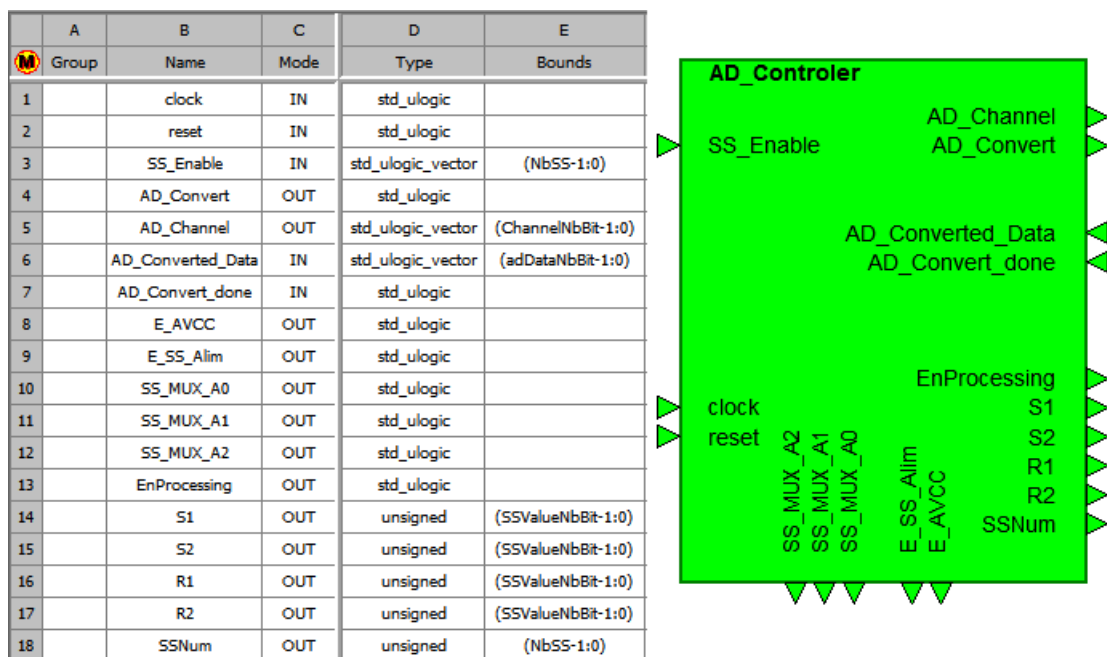 A B C D E
M Group Name Mode Type Bounds
1 clock IN std_ulogic
2 reset IN std_ulogic
3 SS_Enable IN std_ulogic_vector (NbSS-1:0)
4 AD_Convert OUT std_ulogic
5 AD_Channel OUT std_ulogic_vector (ChannelNbBit-1:0)
6 AD_Converted_Data IN std_ulogic_vector (adDataNbBit-1:0)
7 AD_Convert_done IN std_ulogic
8 E_AVCC OUT std_ulogic
9 E_SS_Alim OUT std_ulogic
10 SS_MUX_A0 OUT std_ulogic
11 SS_MUX_A1 OUT std_ulogic
12 SS_MUX_A2 OUT std_ulogic
13 EnProcessing OUT std_ulogic
14 S1 OUT unsigned (SSValueNbBit-1:0)
15 S2 OUT unsigned (SSValueNbBit-1:0)
16 R1 OUT unsigned (SSValueNbBit-1:0)
17 R2 OUT unsigned (SSValueNbBit-1:0)
18 SSNum OUT unsigned (NbSS-1:0)
AD_Controler
AD_Channel
SS_Enable AD_Convert
AD_Converted_Data
AD_Convert_done
EnProcessing
clock S1
reset S2
R1
R2
SSNum
SS_MUX_A2
SS_MUX_A1
SS_MUX_A0
E_SS_Alim
E_AVCC